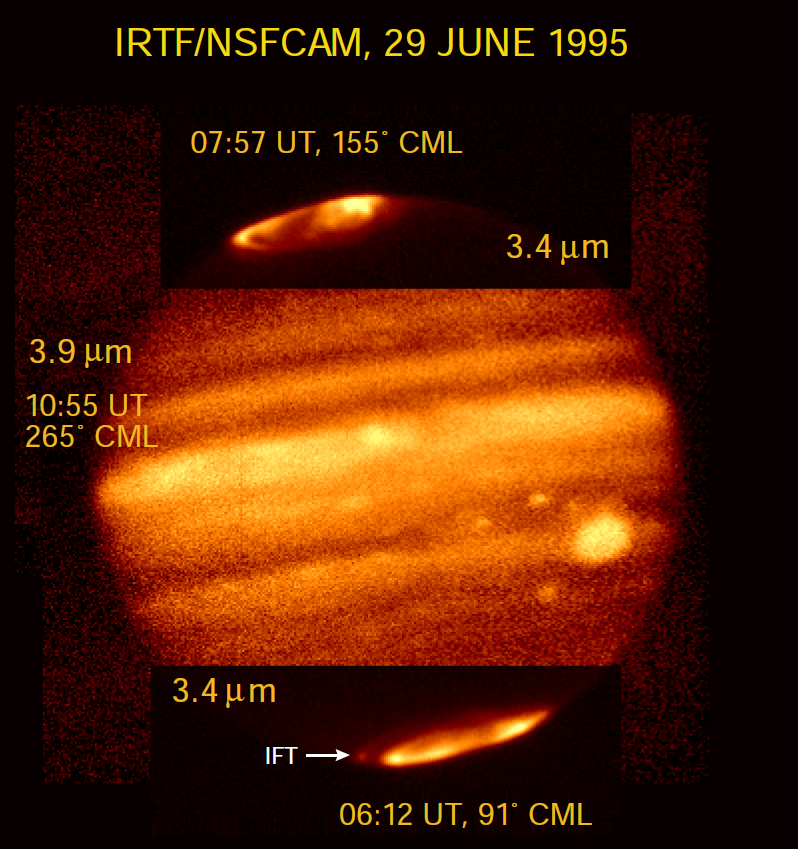 IRTF/NSFCAM, 29 JUNE 1995
07:57 UT, 155° CML
3.4 μm
3.9 μm
10:55 UT
265° CML
3.4 μm
IFT
06:12 UT, 91° CML